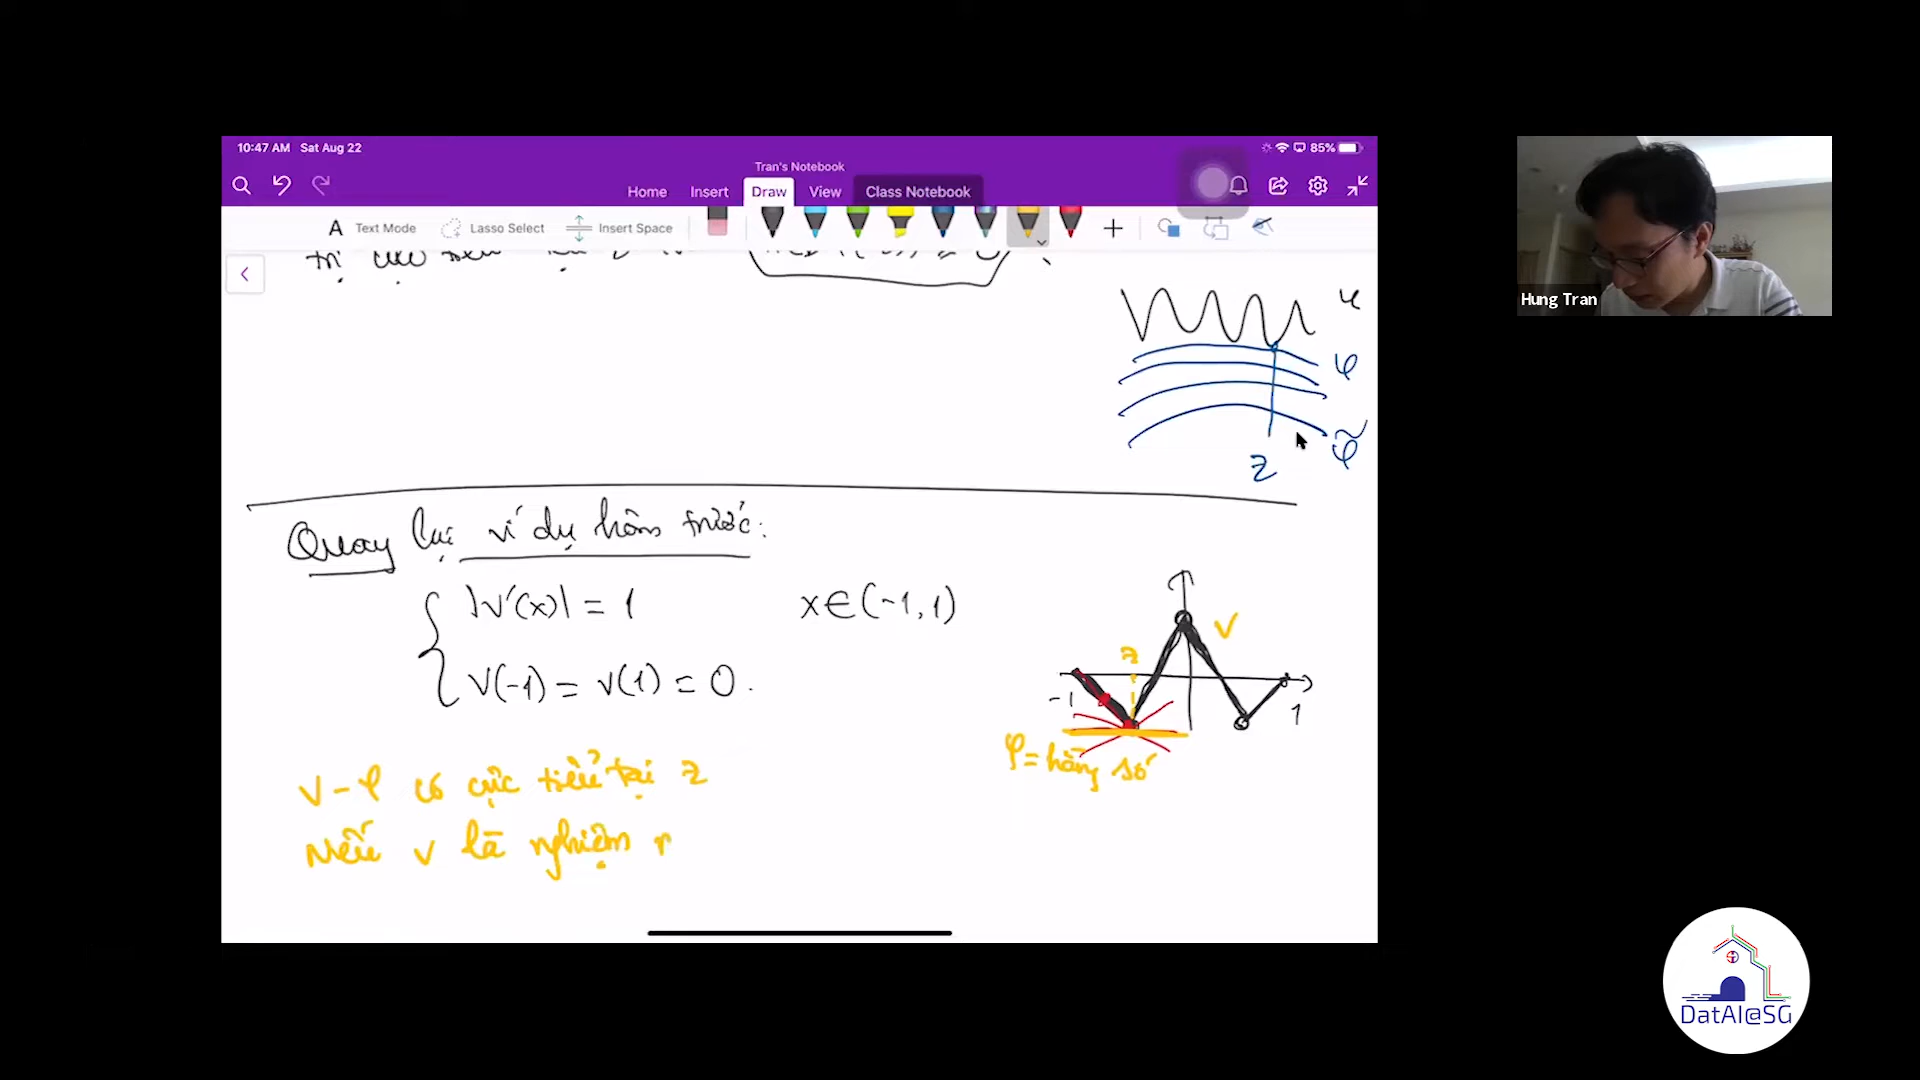 10:47 AM Sat Aug 22
85%
Tran's Notebook
Home Insert Draw View Class Notebook
A Text Mode Lasso Select Insert Space
φ
φ̃
z
Quay lại ví dụ hôm trước:
|v'(x)| = 1 x ∈ (-1, 1)
v(-1) = v(1) = 0.
v
z
-1
1
φ = hằng số
v - φ có cực tiểu tại z
Nếu v là nghiệm
Hung Tran
DatAI@SG